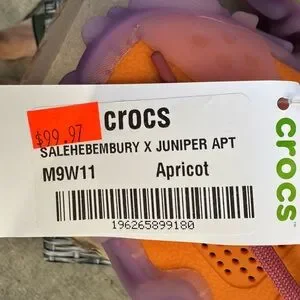 $99.97
crocs
SALEHEBEMBURY X JUNIPER APT
M9W11 Apricot
196265899180
crocs